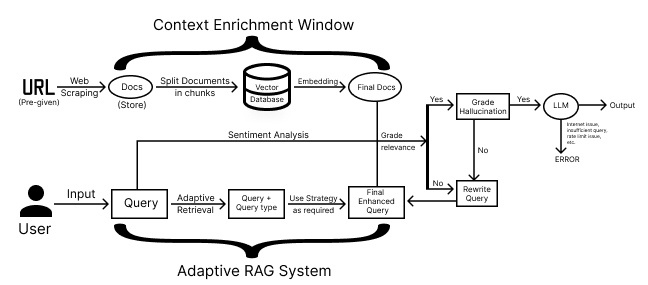 Context Enrichment Window
URL
(Pre-given)
Web
Scraping
Docs
(Store)
Split Documents
in chunks
Vector
Database
Embedding
Final Docs
Sentiment Analysis
Grade
relevance
Yes
Grade
Hallucination
Yes
LLM
Output
Internet issue,
insufficient query,
rate limit issue,
etc.
ERROR
No
No
Rewrite
Query
User
Input
Query
Adaptive
Retrieval
Query +
Query type
Use Strategy
as required
Final
Enhanced
Query
Adaptive RAG System